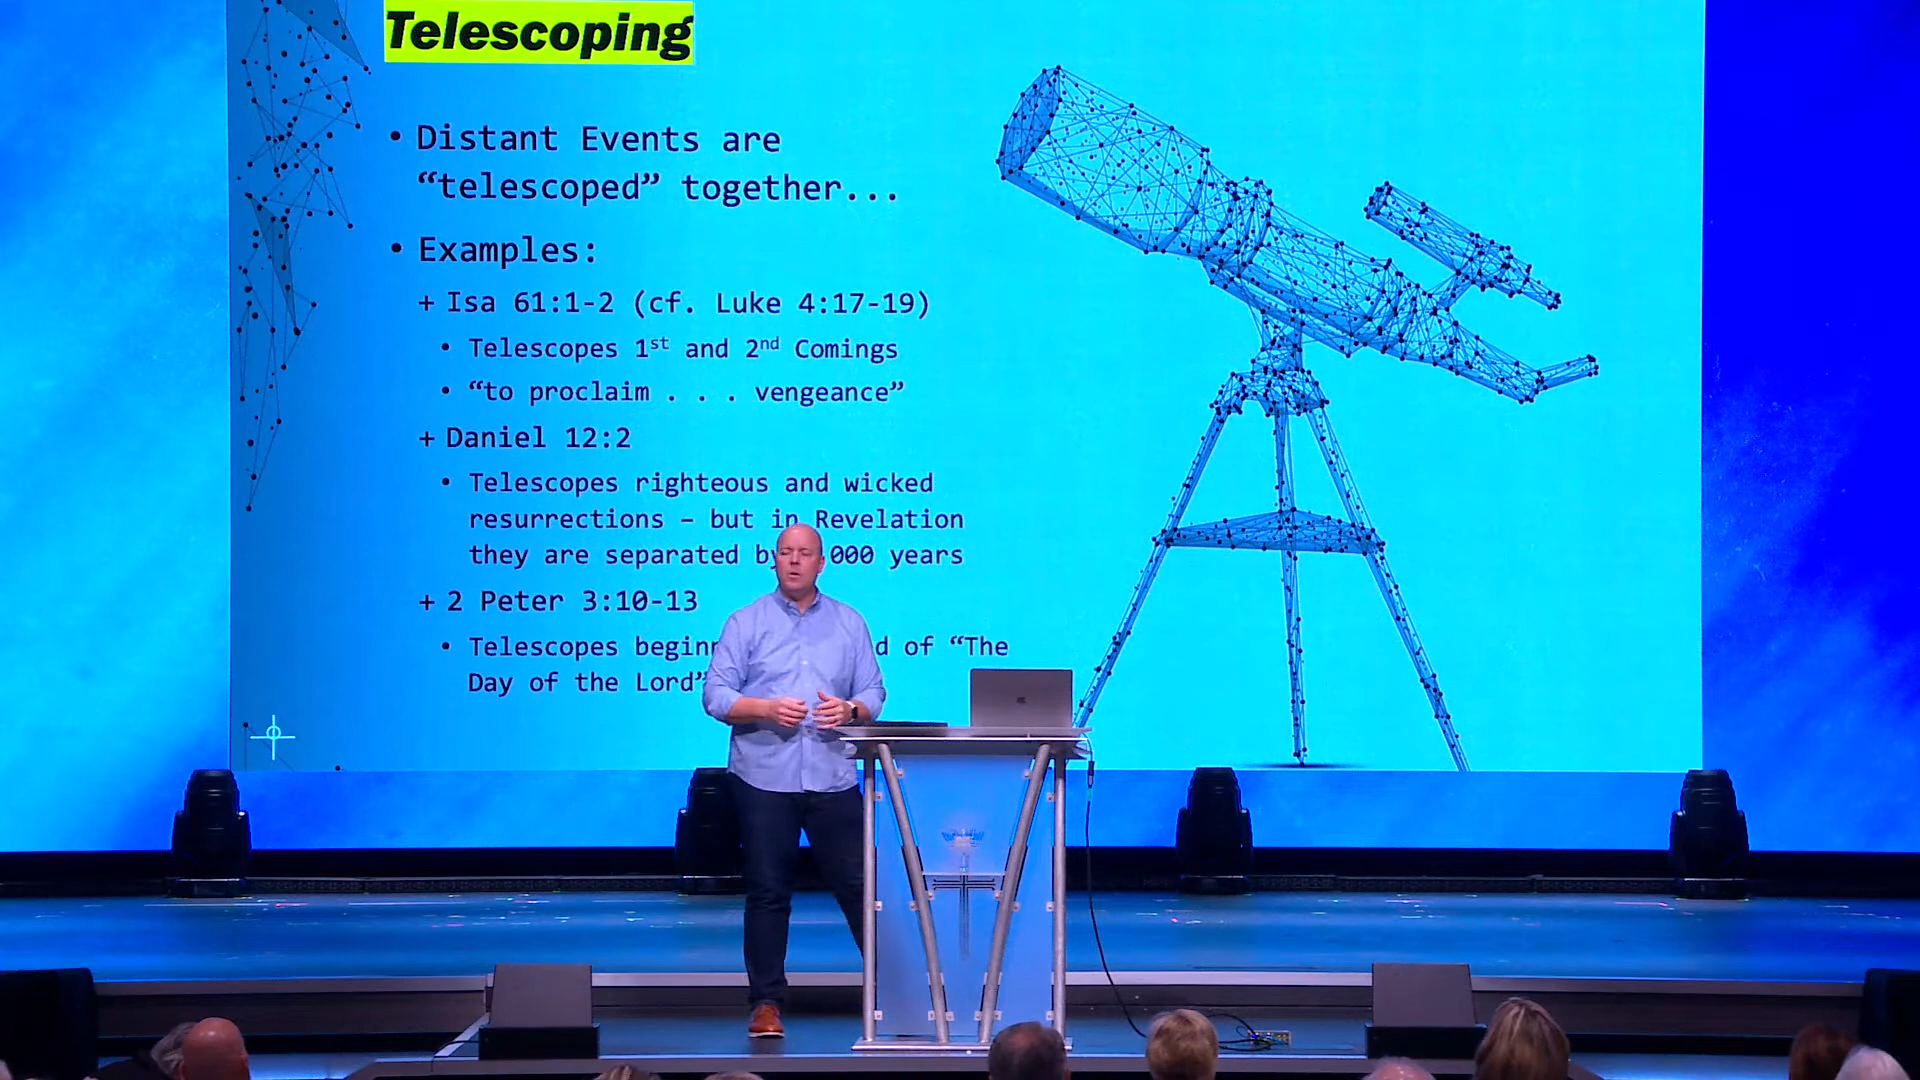 Telescoping
• Distant Events are
“telescoped” together...
• Examples:
+ Isa 61:1-2 (cf. Luke 4:17-19)
• Telescopes 1st and 2nd Comings
• “to proclaim . . . vengeance”
+ Daniel 12:2
• Telescopes righteous and wicked
resurrections – but in Revelation
they are separated by 000 years
+ 2 Peter 3:10-13
• Telescopes of “The
Day of the Lord”